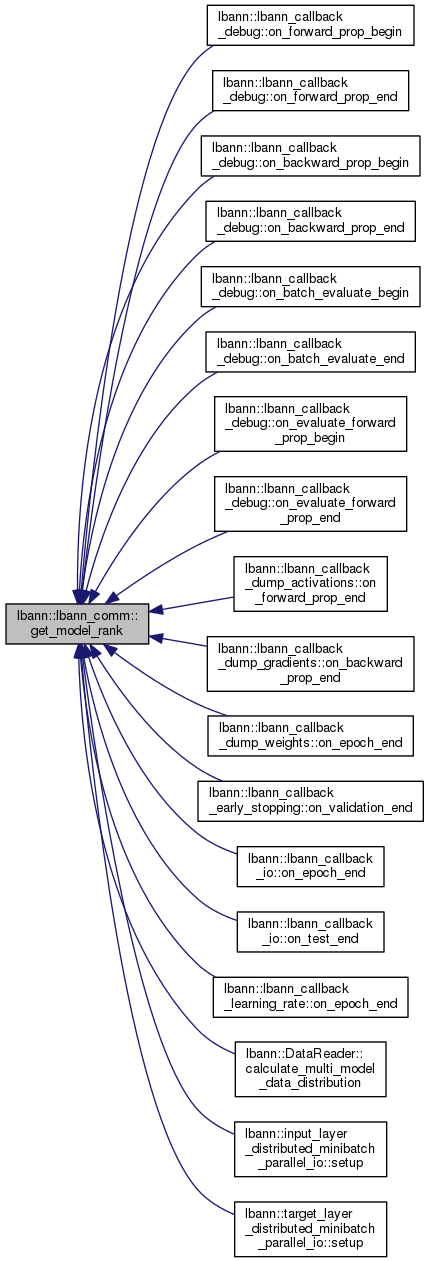 lbann::lbann_callback
_debug::on_forward_prop_begin
lbann::lbann_callback
_debug::on_forward_prop_end
lbann::lbann_callback
_debug::on_backward_prop_begin
lbann::lbann_callback
_debug::on_backward_prop_end
lbann::lbann_callback
_debug::on_batch_evaluate_begin
lbann::lbann_callback
_debug::on_batch_evaluate_end
lbann::lbann_callback
_debug::on_evaluate_forward
_prop_begin
lbann::lbann_callback
_debug::on_evaluate_forward
_prop_end
lbann::lbann_callback
_dump_activations::on
_forward_prop_end
lbann::lbann_comm::
get_model_rank
lbann::lbann_callback
_dump_gradients::on_backward
_prop_end
lbann::lbann_callback
_dump_weights::on_epoch_end
lbann::lbann_callback
_early_stopping::on_validation_end
lbann::lbann_callback
_io::on_epoch_end
lbann::lbann_callback
_io::on_test_end
lbann::lbann_callback
_learning_rate::on_epoch_end
lbann::DataReader::
calculate_multi_model
_data_distribution
lbann::input_layer
_distributed_minibatch
_parallel_io::setup
lbann::target_layer
_distributed_minibatch
_parallel_io::setup